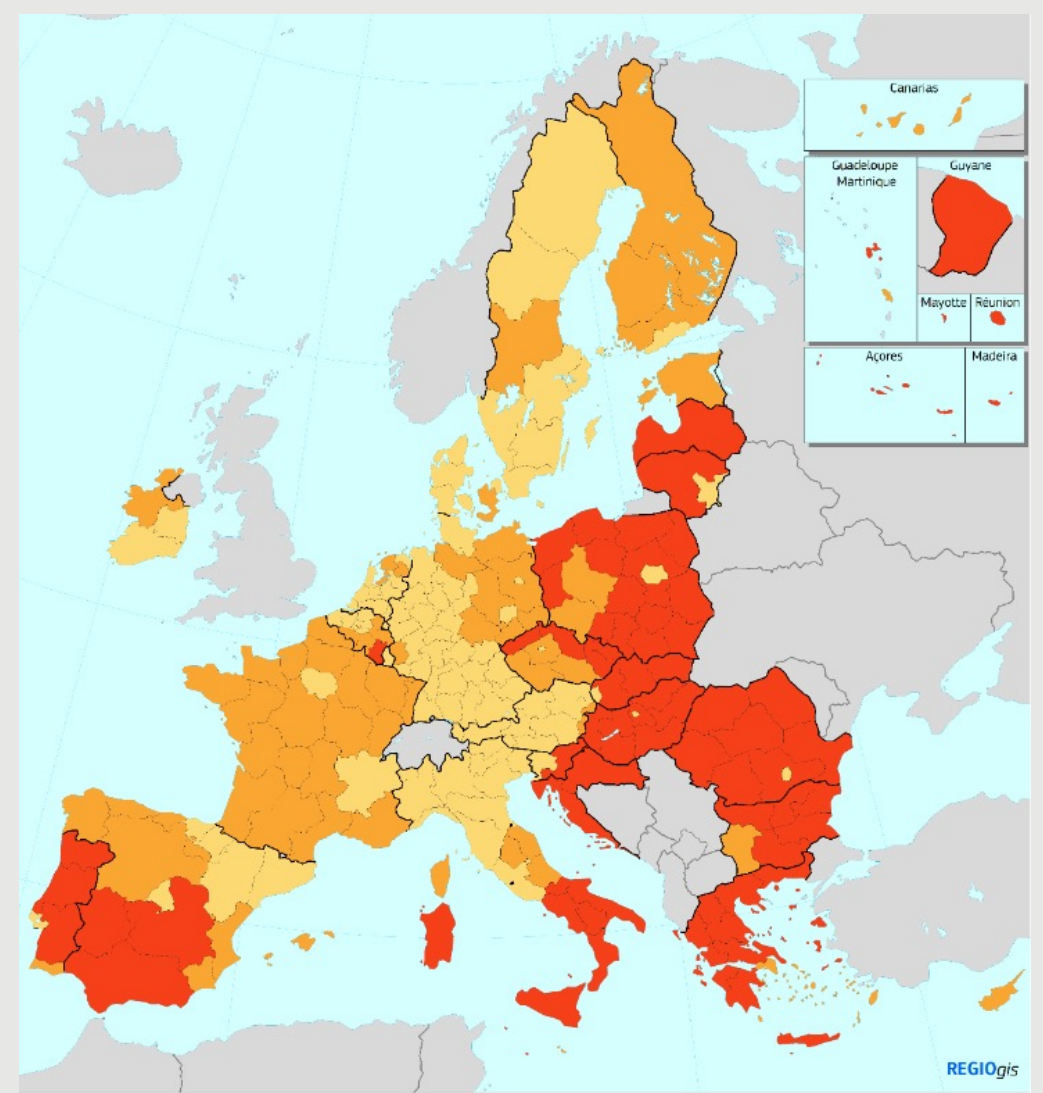 Canarias
Guadeloupe
Martinique
Guyane
Mayotte
Réunion
Açores
Madeira
REGIOgis